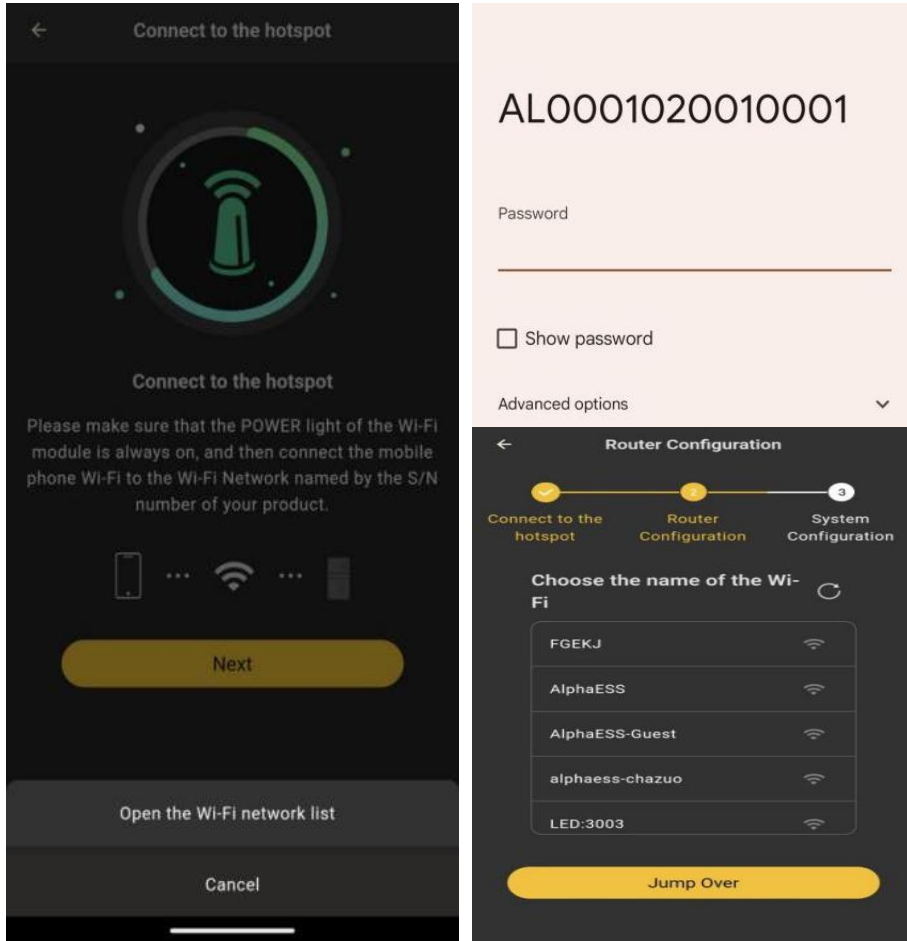 Connect to the hotspot
Connect to the hotspot
Please make sure that the POWER light of the Wi-Fi
module is always on, and then connect the mobile
phone Wi-Fi to the Wi-Fi Network named by the S/N
number of your product.
Next
Open the Wi-Fi network list
Cancel
AL0001020010001
Password
Show password
Advanced options
Router Configuration
2
3
Connect to the
hotspot
Router
Configuration
System
Configuration
Choose the name of the Wi-
Fi
FGEKJ
AlphaESS
AlphaESS-Guest
alphaess-chazuo
LED:3003
Jump Over